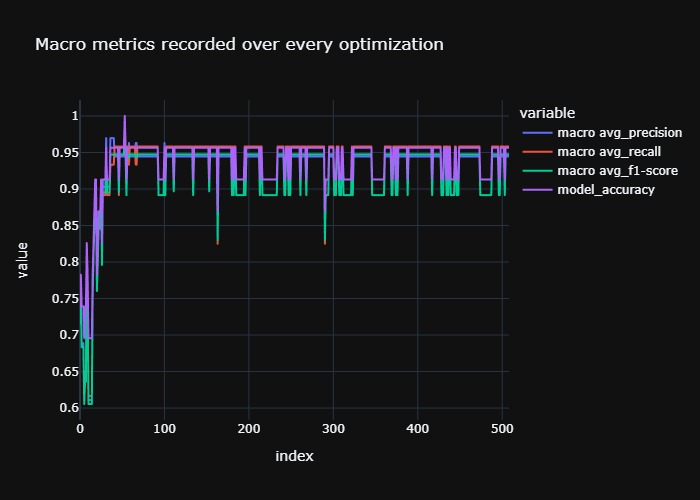 Macro metrics recorded over every optimization
variable
macro avg_precision
macro avg_recall
macro avg_f1-score
model_accuracy
value
1
0.95
0.9
0.85
0.8
0.75
0.7
0.65
0.6
0
100
200
300
400
500
index